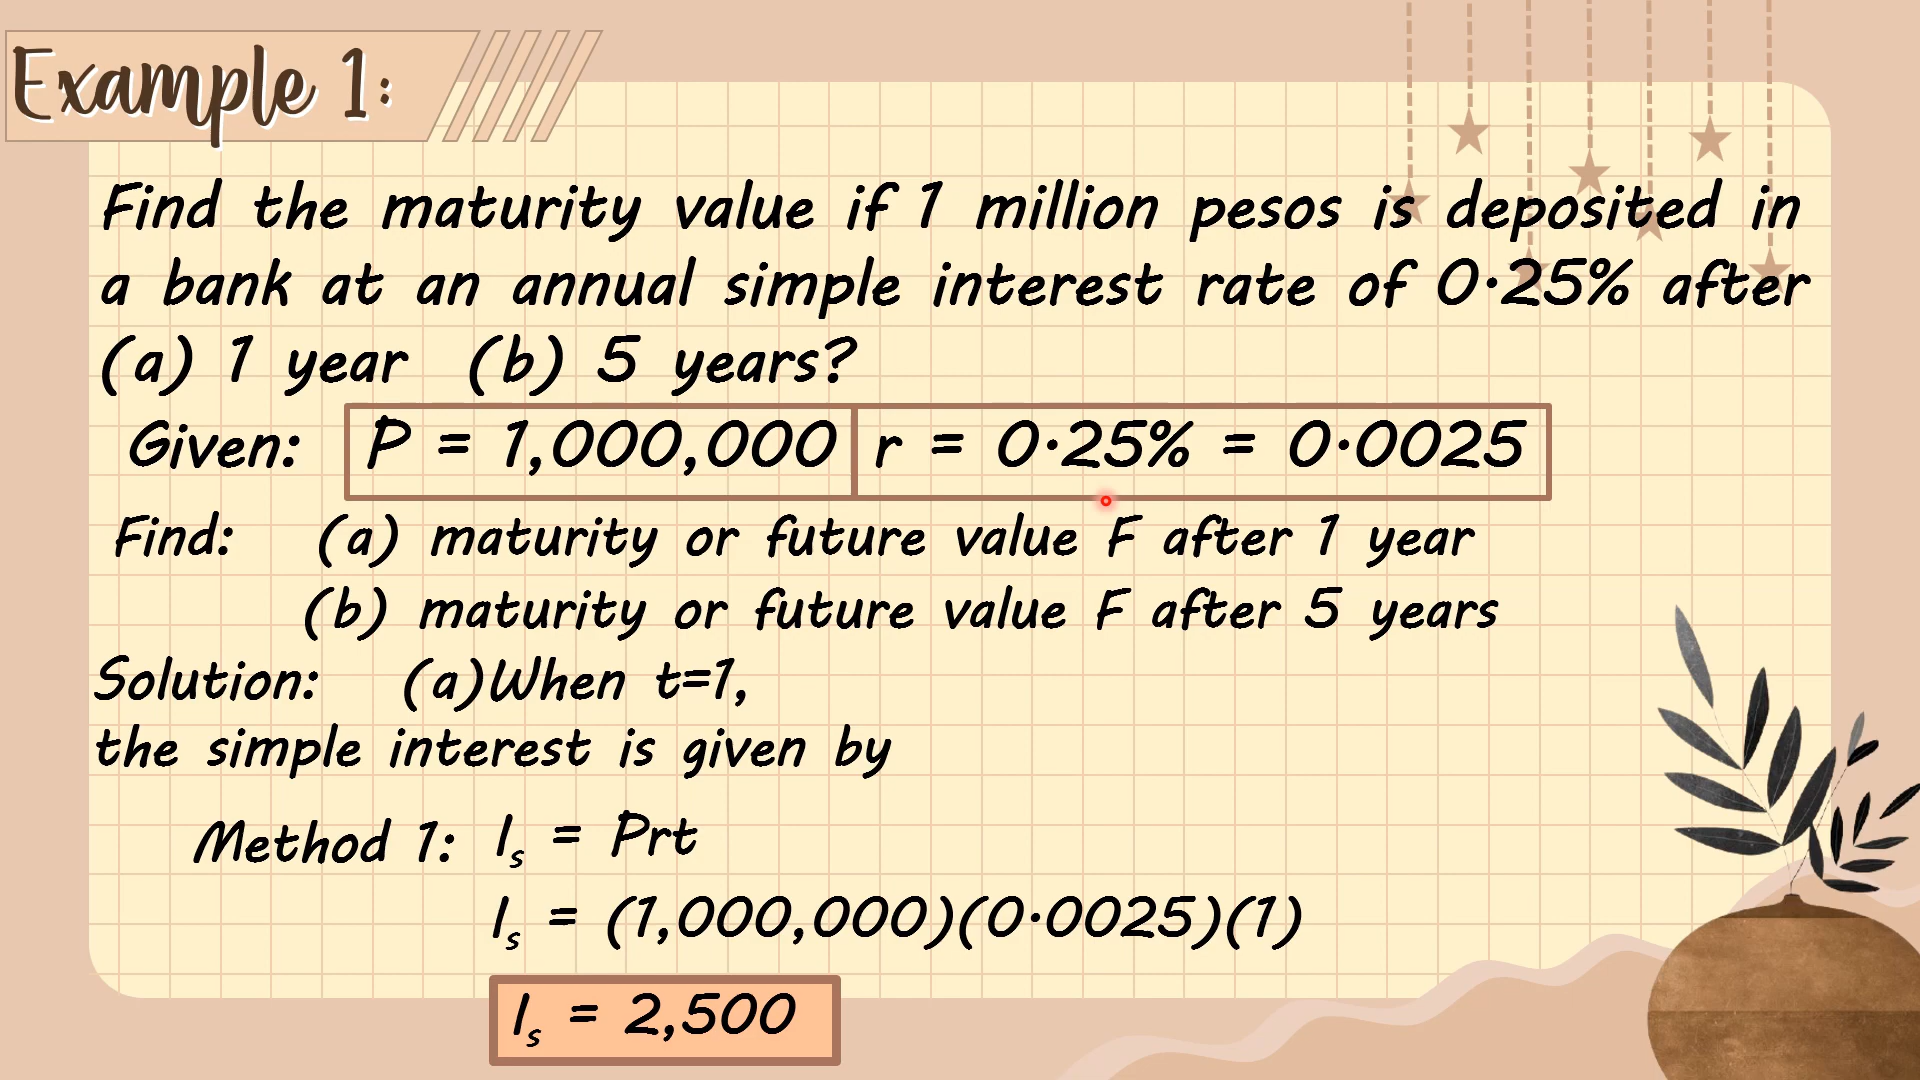 Example 1:
Find the maturity value if 1 million pesos is deposited in
a bank at an annual simple interest rate of 0.25% after
(a) 1 year (b) 5 years?
Given: P = 1,000,000 r = 0.25% = 0.0025
Find: (a) maturity or future value F after 1 year
(b) maturity or future value F after 5 years
Solution: (a)When t=1,
the simple interest is given by
Method 1: Is = Prt
Is = (1,000,000)(0.0025)(1)
Is = 2,500